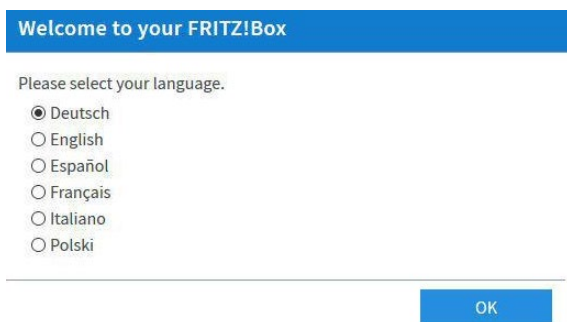 Welcome to your FRITZ!Box
Please select your language.
Deutsch
English
Español
Français
Italiano
Polski
OK